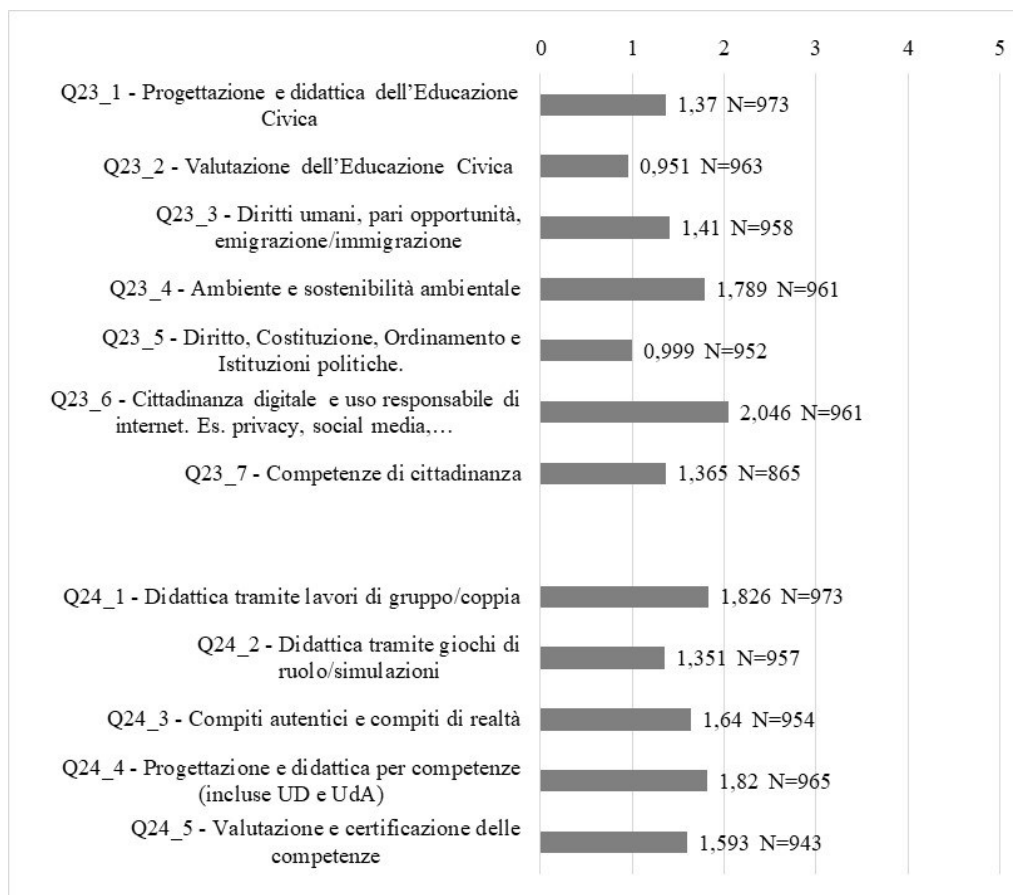 0 1 2 3 4 5
Q23_1 - Progettazione e didattica dell’Educazione
Civica
1,37 N=973
Q23_2 - Valutazione dell’Educazione Civica
0,951 N=963
Q23_3 - Diritti umani, pari opportunità,
emigrazione/immigrazione
1,41 N=958
Q23_4 - Ambiente e sostenibilità ambientale
1,789 N=961
Q23_5 - Diritto, Costituzione, Ordinamento e
Istituzioni politiche.
0,999 N=952
Q23_6 - Cittadinanza digitale e uso responsabile di
internet. Es. privacy, social media,…
2,046 N=961
Q23_7 - Competenze di cittadinanza
1,365 N=865
Q24_1 - Didattica tramite lavori di gruppo/coppia
1,826 N=973
Q24_2 - Didattica tramite giochi di
ruolo/simulazioni
1,351 N=957
Q24_3 - Compiti autentici e compiti di realtà
1,64 N=954
Q24_4 - Progettazione e didattica per competenze
(incluse UD e UdA)
1,82 N=965
Q24_5 - Valutazione e certificazione delle
competenze
1,593 N=943